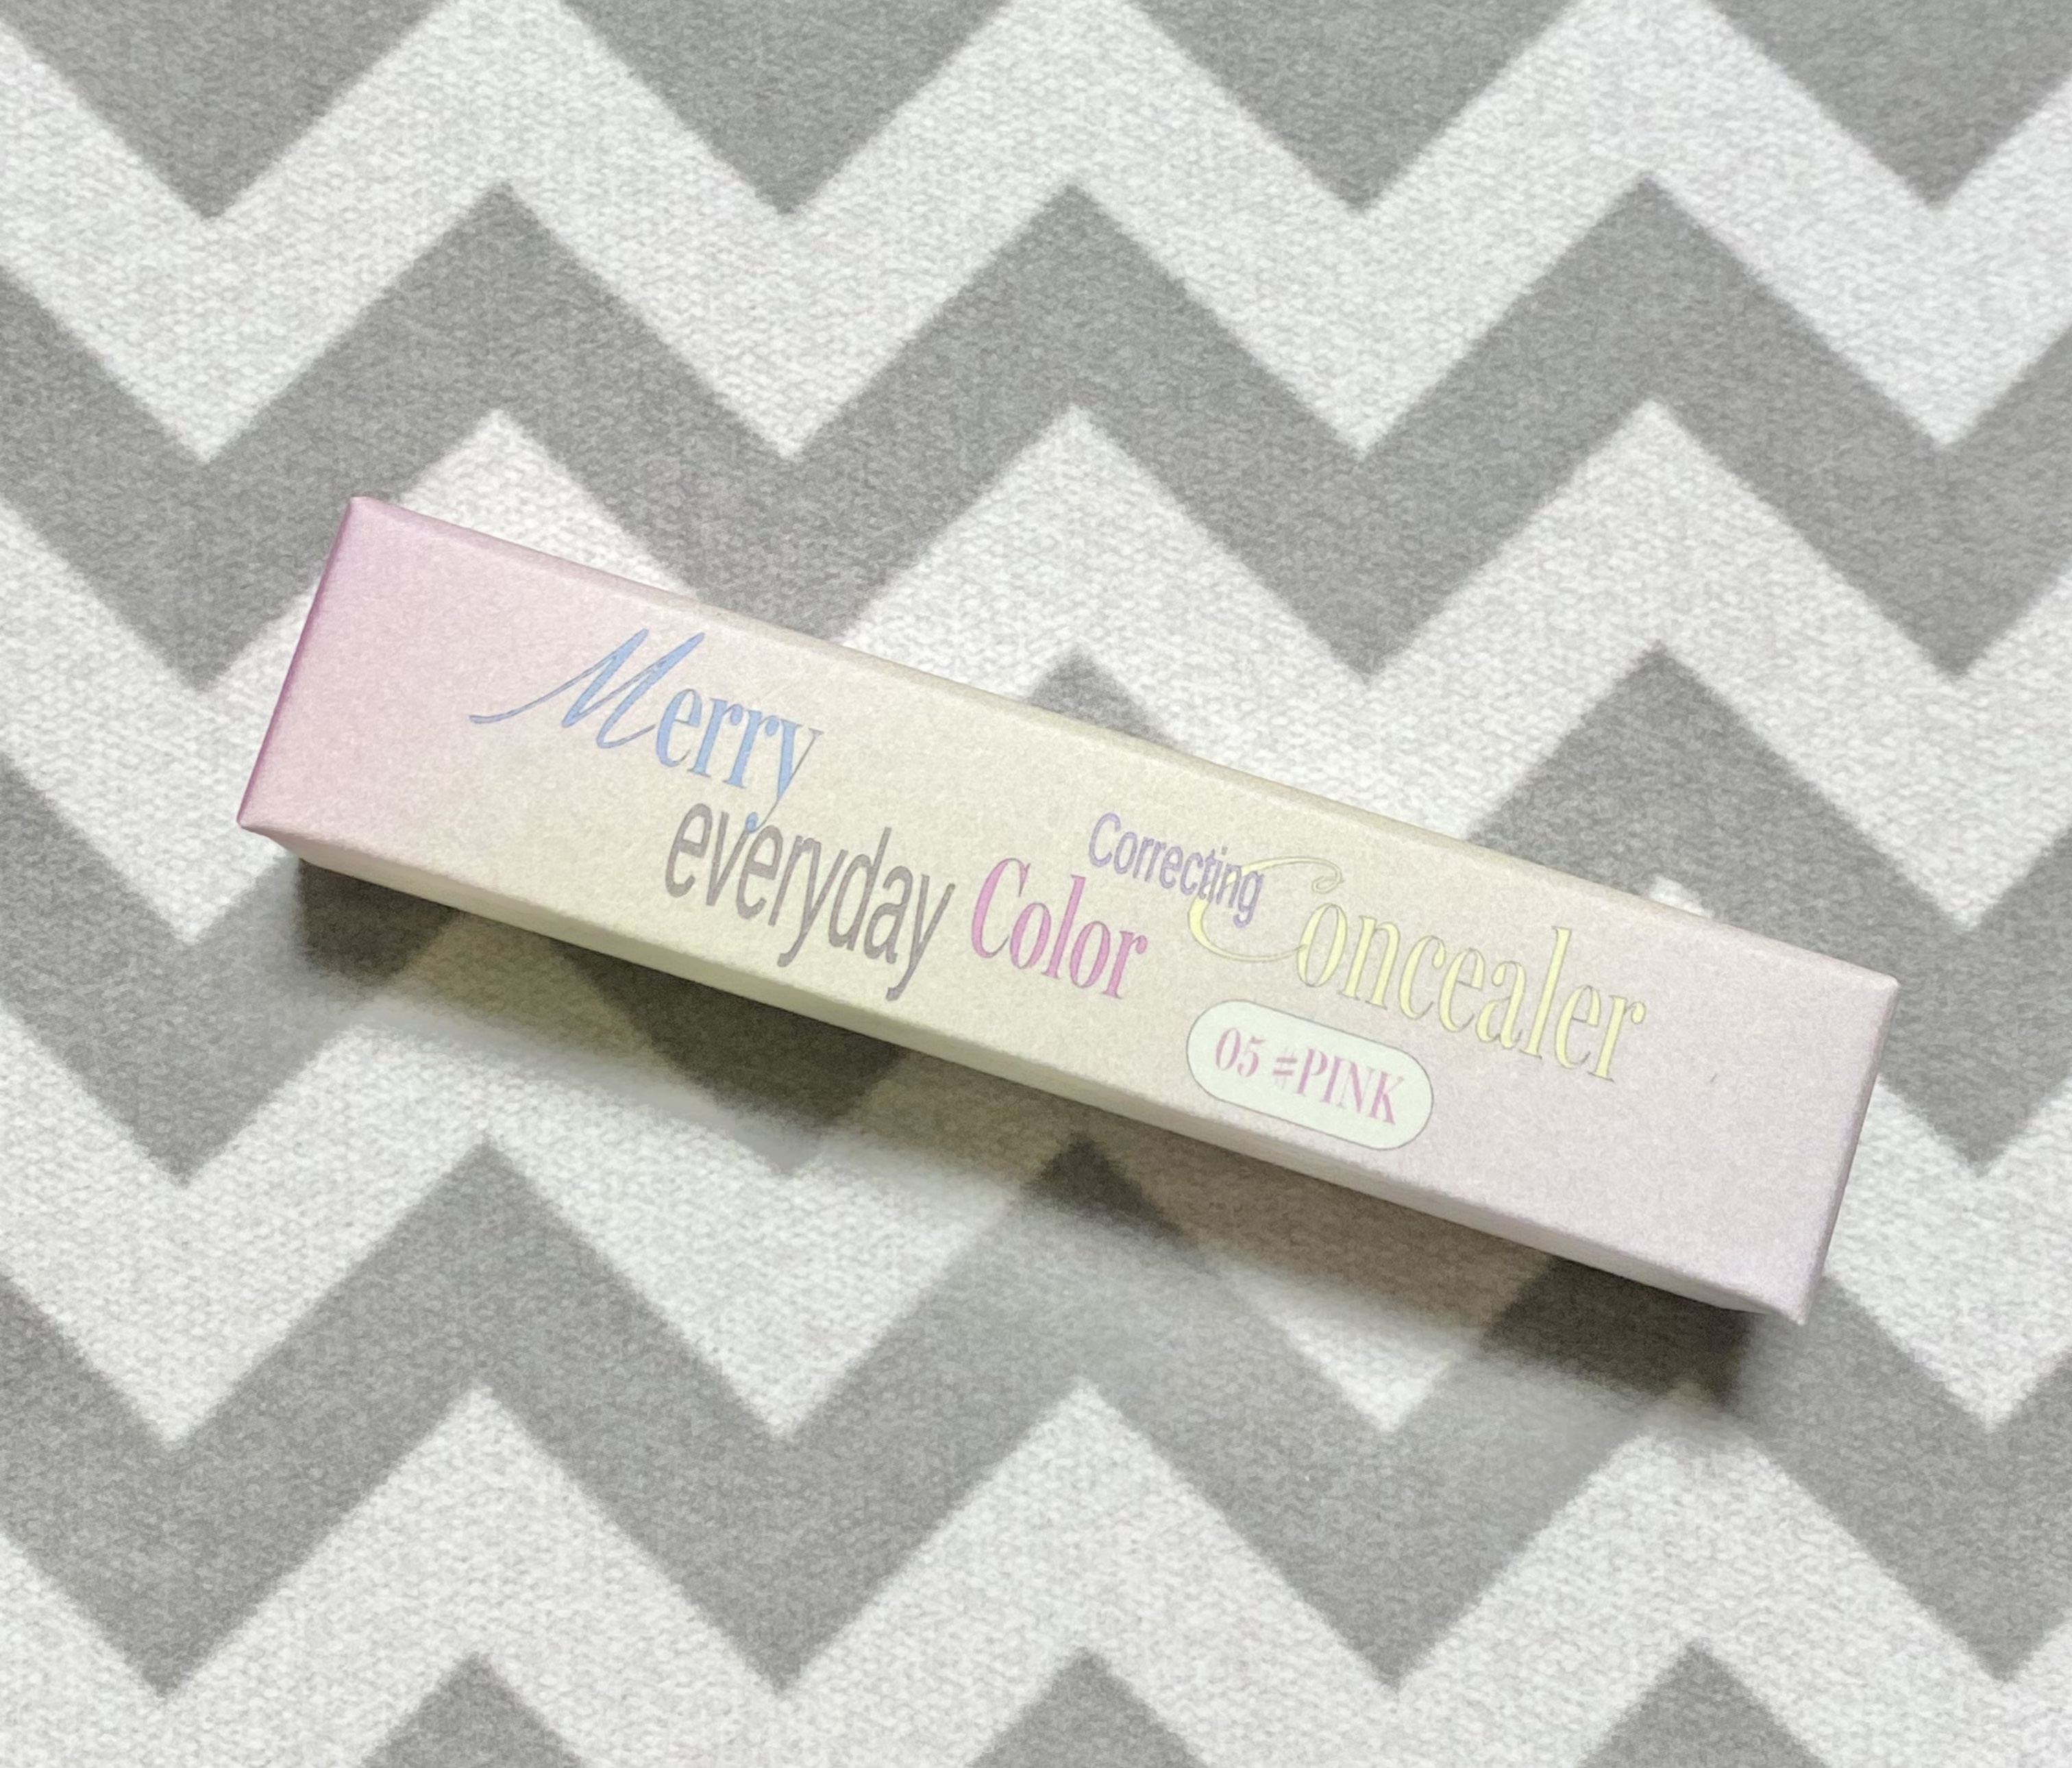 Merry
everyday Color Correcting Concealer
05 #PINK